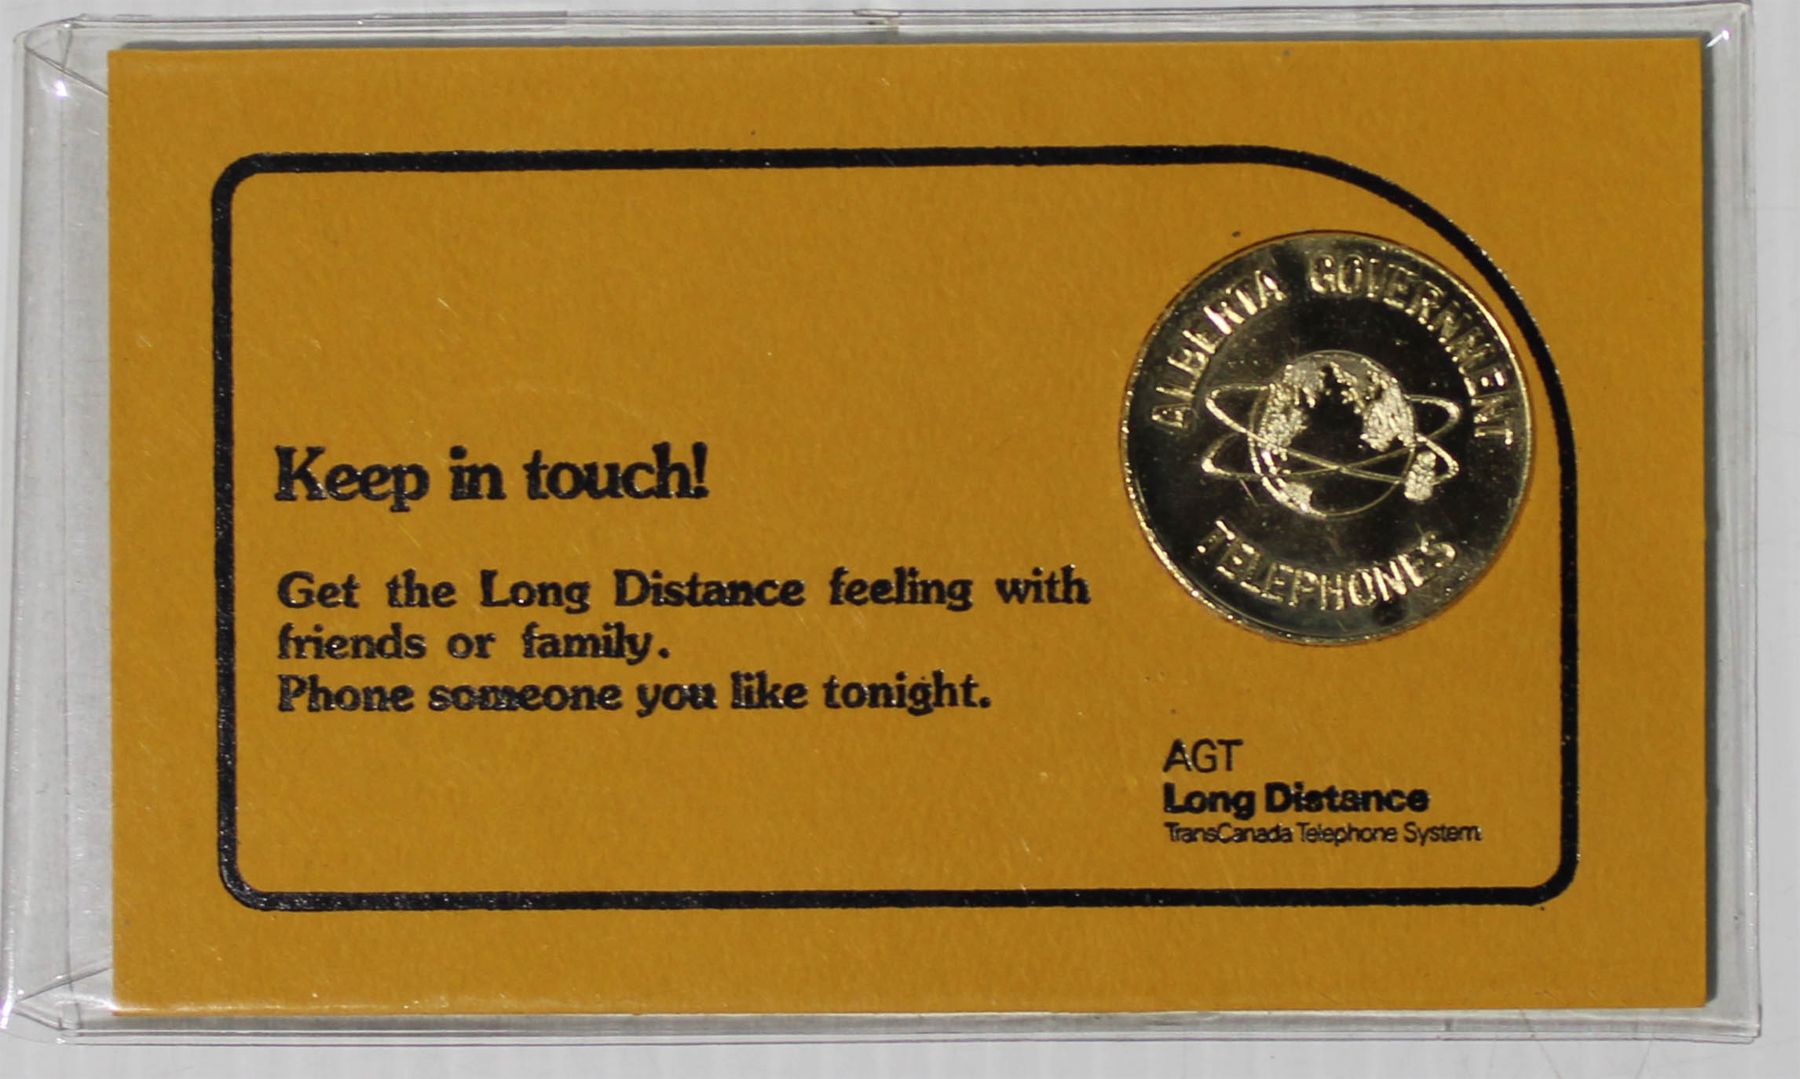 Keep in touch!
Get the Long Distance feeling with
friends or family.
Phone someone you like tonight.
ALBERTA GOVERNMENT
TELEPHONES
AGT
Long Distance
TransCanada Telephone System